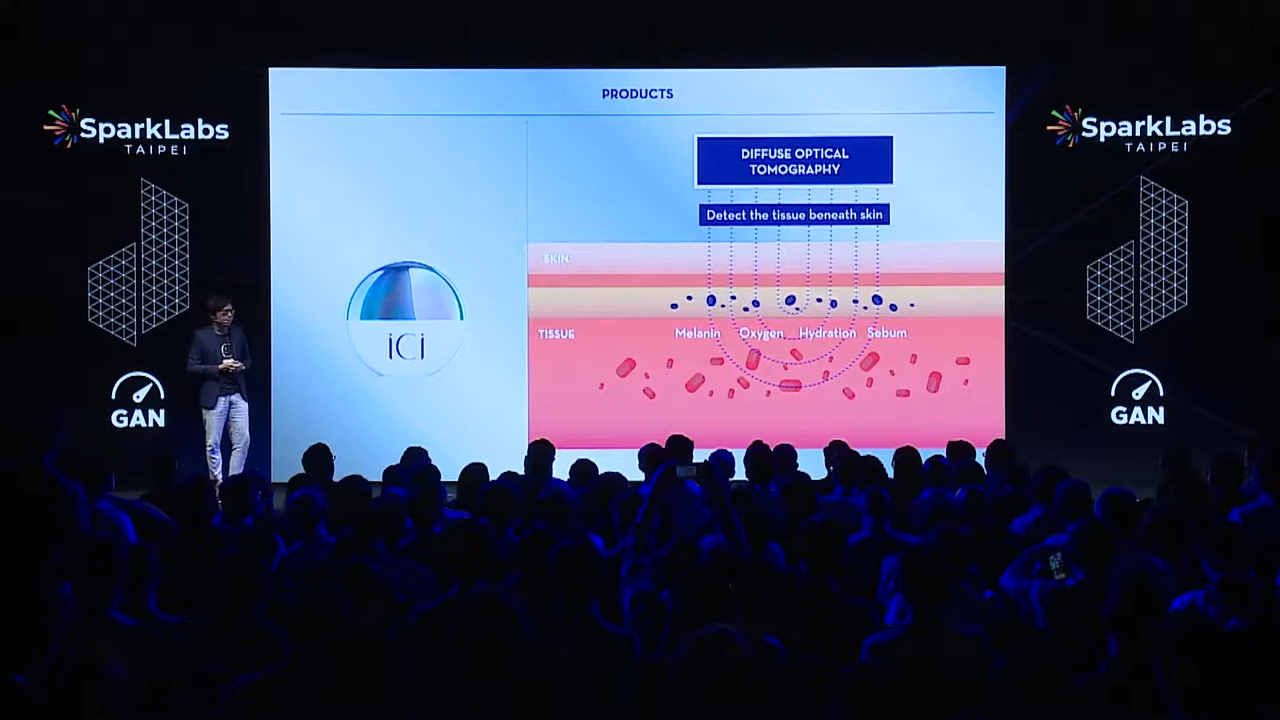 PRODUCTS
SparkLabs
TAIPEI
GAN
iCi
DIFFUSE OPTICAL
TOMOGRAPHY
Detect the tissue beneath skin
SKIN
TISSUE
Melanin Oxygen Hydration Sebum
SparkLabs
TAIPEI
GAN